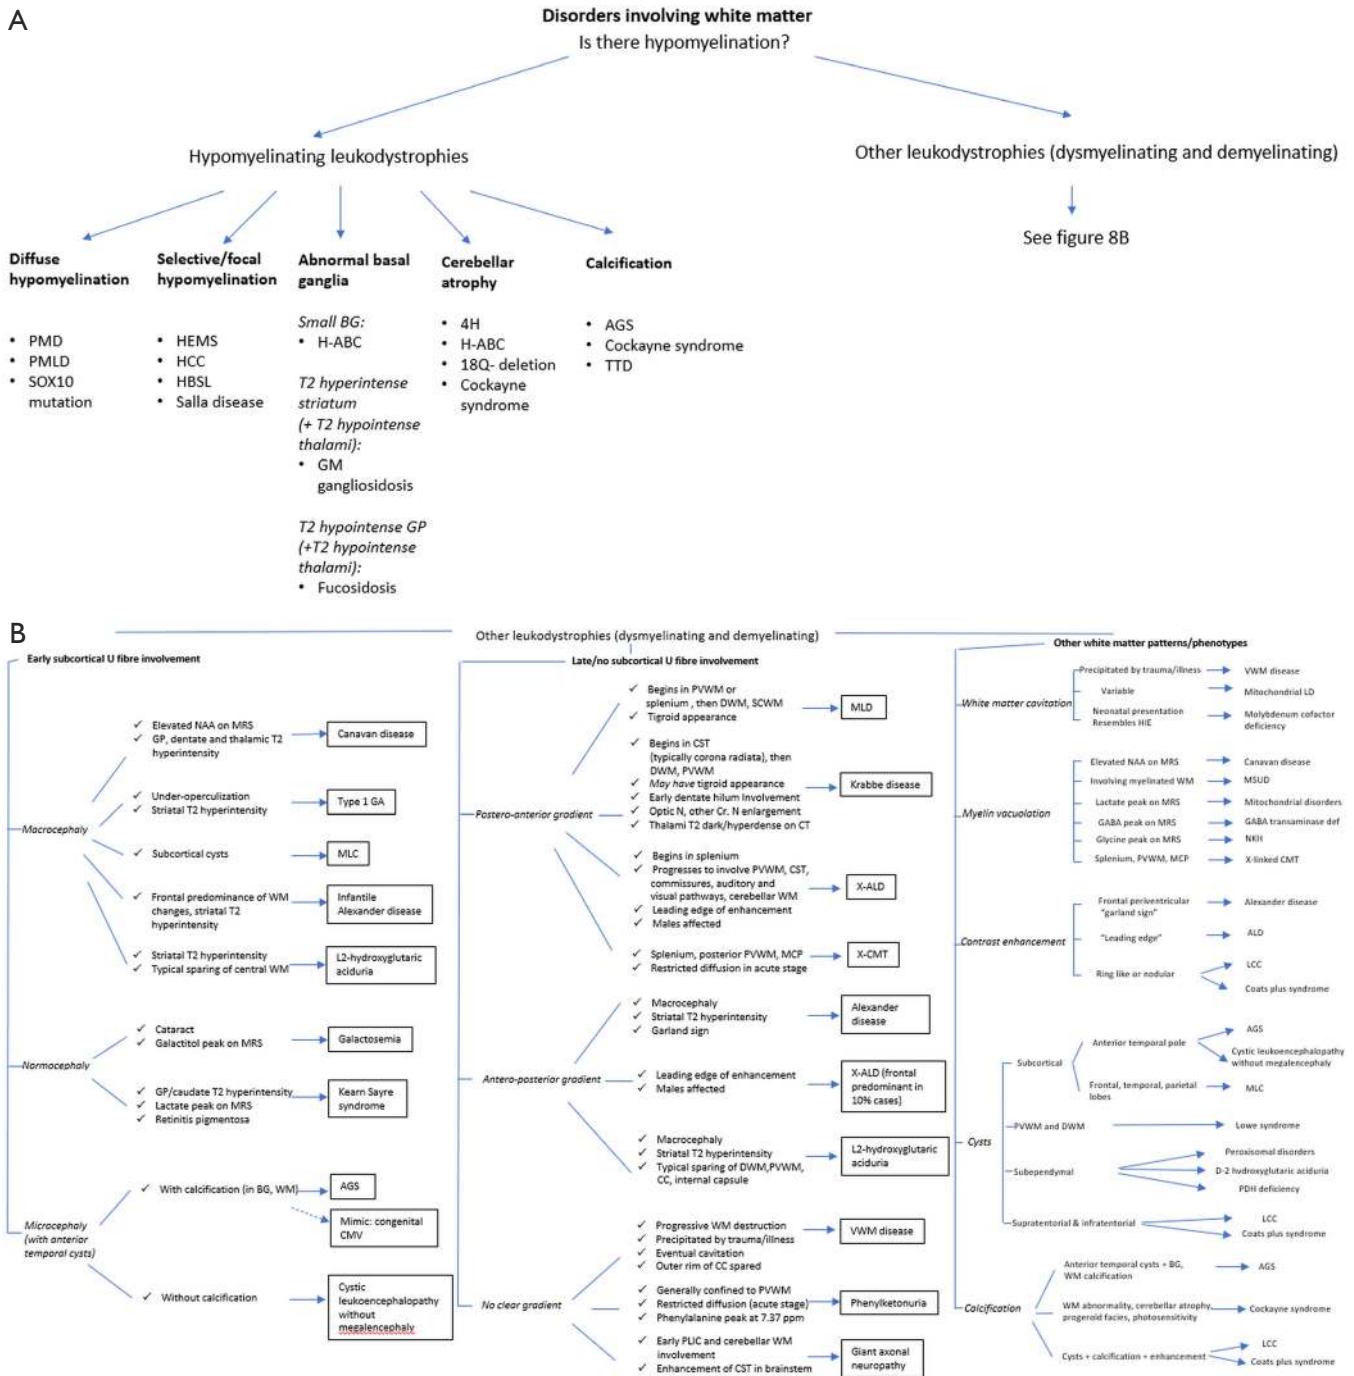 A
Disorders involving white matter
Is there hypomyelination?
Hypomyelinating leukodystrophies
Other leukodystrophies (dysmyelinating and demyelinating)
See figure 8B
Diffuse
hypomyelination
• PMD
• PMLD
• SOX10
mutation
Selective/focal
hypomyelination
• HEMS
• HCC
• HBSL
• Salla disease
Abnormal basal
ganglia
Small BG:
• H-ABC
T2 hyperintense
striatum
(+ T2 hypointense
thalami):
• GM
gangliosidosis
T2 hypointense GP
(+T2 hypointense
thalami):
• Fucosidosis
Cerebellar
atrophy
• 4H
• H-ABC
• 18Q- deletion
• Cockayne
syndrome
Calcification
• AGS
• Cockayne syndrome
• TTD
B
Other leukodystrophies (dysmyelinating and demyelinating)
Early subcortical U fibre involvement
Macrocephaly
✓ Elevated NAA on MRS
✓ GP, dentate and thalamic T2
hyperintensity
Canavan disease
✓ Under-operculization
✓ Striatal T2 hyperintensity
Type 1 GA
✓ Subcortical cysts
MLC
✓ Frontal predominance of WM
changes, striatal T2
hyperintensity
Infantile
Alexander disease
✓ Striatal T2 hyperintensity
✓ Typical sparing of central WM
L2-hydroxyglutaric
aciduria
Normocephaly
✓ Cataract
✓ Galactitol peak on MRS
Galactosemia
✓ GP/caudate T2 hyperintensity
✓ Lactate peak on MRS
✓ Retinitis pigmentosa
Kearn Sayre
syndrome
Microcephaly
(with anterior
temporal cysts)
✓ With calcification (in BG, WM)
AGS
Mimic: congenital
CMV
✓ Without calcification
Cystic
leukoencephalopathy
without
megalencephaly
Late/no subcortical U fibre involvement
Postero-anterior gradient
✓ Begins in PVWM or
splenium , then DWM, SCWM
✓ Tigroid appearance
MLD
✓ Begins in CST
(typically corona radiata), then
DWM, PVWM
✓ May have tigroid appearance
✓ Early dentate hilum Involvement
✓ Optic N, other Cr. N enlargement
✓ Thalami T2 dark/hyperdense on CT
Krabbe disease
✓ Begins in splenium
✓ Progresses to involve PVWM, CST,
commissures, auditory and
visual pathways, cerebellar WM
✓ Leading edge of enhancement
✓ Males affected
X-ALD
✓ Splenium, posterior PVWM, MCP
✓ Restricted diffusion in acute stage
X-CMT
Antero-posterior gradient
✓ Macrocephaly
✓ Striatal T2 hyperintensity
✓ Garland sign
Alexander
disease
✓ Leading edge of enhancement
✓ Males affected
X-ALD (frontal
predominant in
10% cases)
✓ Macrocephaly
✓ Striatal T2 hyperintensity
✓ Typical sparing of DWM,PVWM,
CC, internal capsule
L2-hydroxyglutaric
aciduria
No clear gradient
✓ Progressive WM destruction
✓ Precipitated by trauma/illness
✓ Eventual cavitation
✓ Outer rim of CC spared
VWM disease
✓ Generally confined to PVWM
✓ Restricted diffusion (acute stage)
✓ Phenylalanine peak at 7.37 ppm
Phenylketonuria
✓ Early PLIC and cerebellar WM
involvement
✓ Enhancement of CST in brainstem
Giant axonal
neuropathy
Other white matter patterns/phenotypes
White matter cavitation
Precipitated by trauma/illness
VWM disease
Variable
Mitochondrial LD
Neonatal presentation
Resembles HIE
Molybdenum cofactor
deficiency
Myelin vacuolation
Elevated NAA on MRS
Canavan disease
Involving myelinated WM
MSUD
Lactate peak on MRS
Mitochondrial disorders
GABA peak on MRS
GABA transaminase def
Glycine peak on MRS
NKH
Splenium, PVWM, MCP
X-linked CMT
Contrast enhancement
Frontal periventricular
"garland sign"
Alexander disease
"Leading edge"
ALD
Ring like or nodular
LCC
Coats plus syndrome
Cysts
Subcortical
Anterior temporal pole
AGS
Cystic leukoencephalopathy
without megalencephaly
Frontal, temporal, parietal
lobes
MLC
PVWM and DWM
Lowe syndrome
Subependymal
Peroxisomal disorders
D-2 hydroxyglutaric aciduria
PDH deficiency
Supratentorial & infratentorial
LCC
Coats plus syndrome
Calcification
Anterior temporal cysts + BG,
WM calcification
AGS
WM abnormality, cerebellar atrophy,
progeroid facies, photosensitivity
Cockayne syndrome
Cysts + calcification + enhancement
LCC
Coats plus syndrome